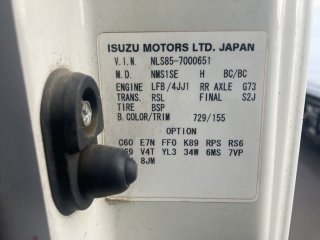 ISUZU MOTORS LTD. JAPAN
V.I.N. NLS85-7000651
M.D. NMS1SE H BC/BC
ENGINE LFB/4JJ1 RR AXLE G73
TRANS. RSL FINAL S2J
TIRE BSP
B.COLOR/TRIM 729/155
OPTION
C60 E7N FF0 K89 RPS RS6
V4T YL3 34W 6MS 7VP
8JM